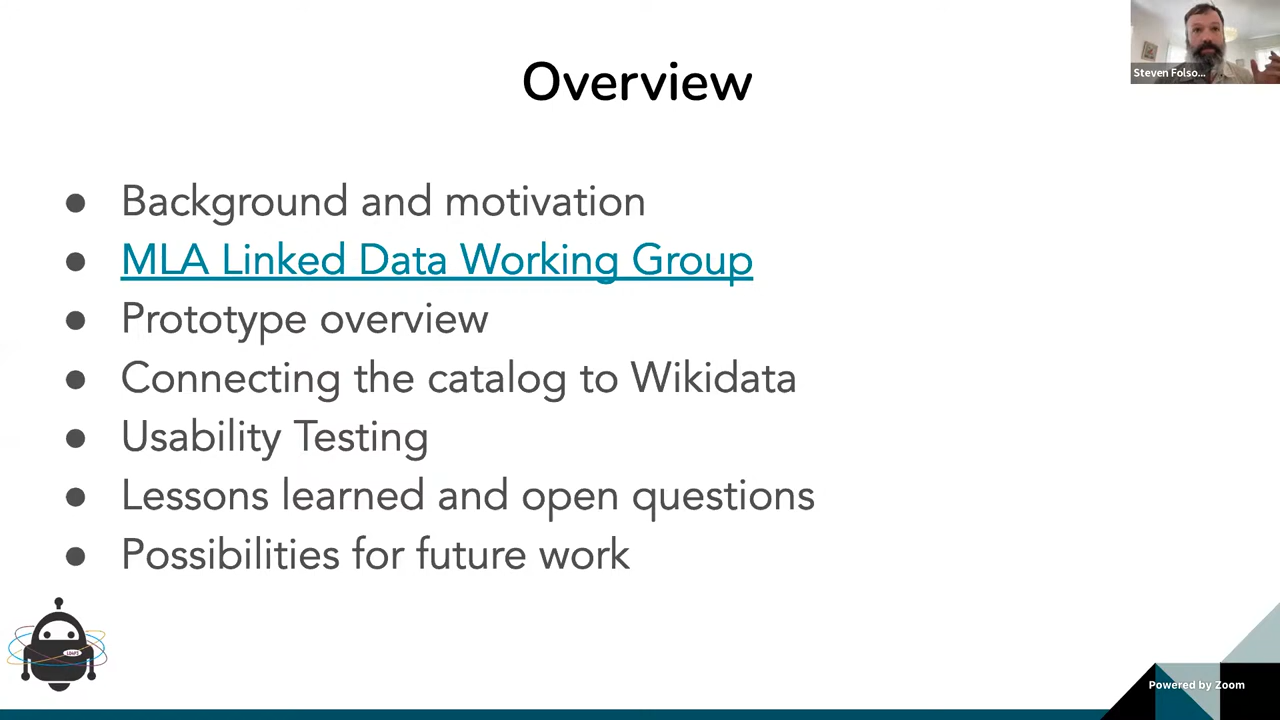 Overview
Steven Folso...
● Background and motivation
● MLA Linked Data Working Group
● Prototype overview
● Connecting the catalog to Wikidata
● Usability Testing
● Lessons learned and open questions
● Possibilities for future work
Powered by Zoom